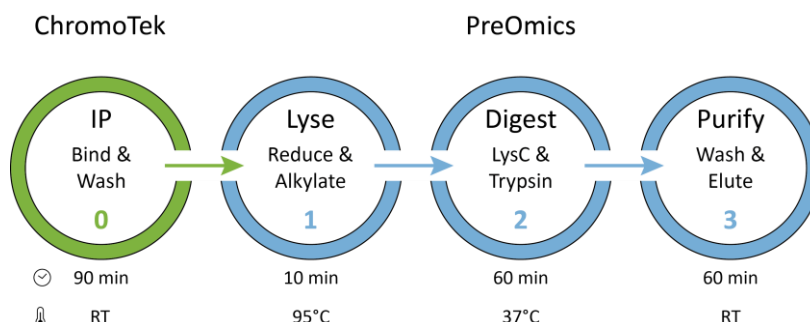 ChromoTek PreOmics
IP Lyse Digest Purify
Bind & Reduce & LysC & Wash &
Wash Alkylate Trypsin Elute
0 1 2 3
90 min 10 min 60 min 60 min
RT 95°C 37°C RT